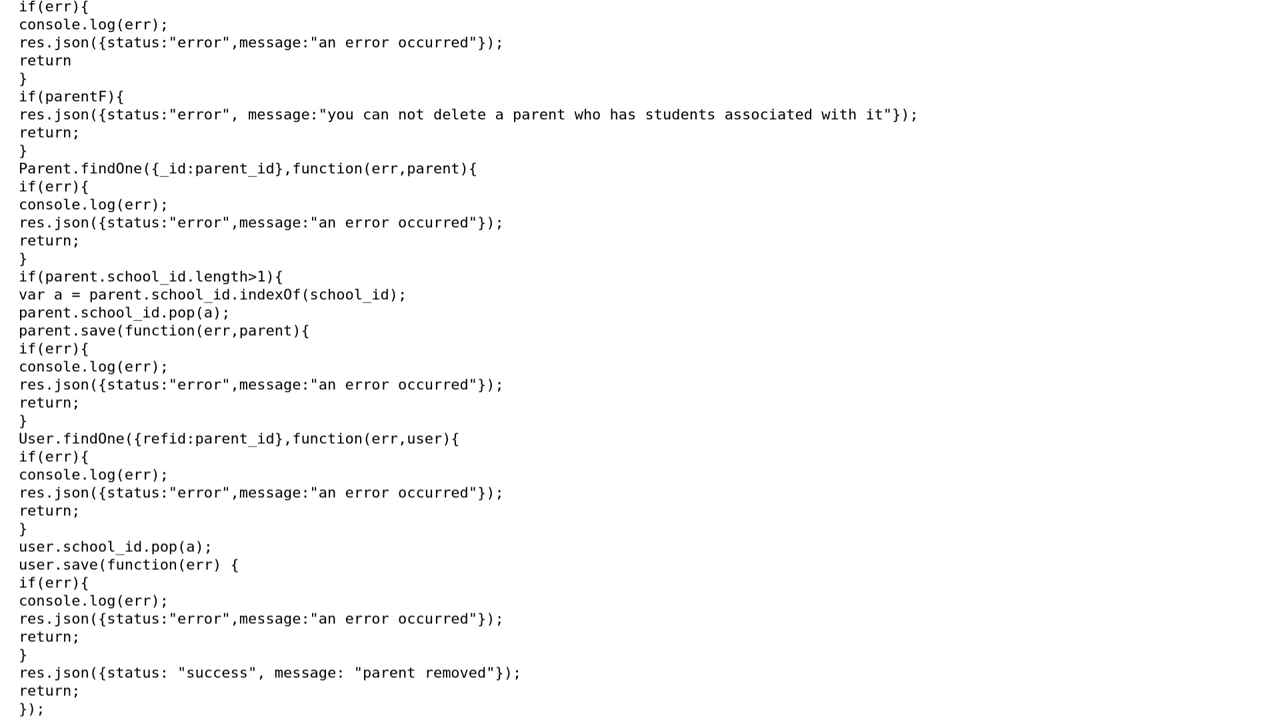 if(err){
console.log(err);
res.json({status:"error",message:"an error occurred"});
return
}
if(parentF){
res.json({status:"error", message:"you can not delete a parent who has students associated with it"});
return;
}
Parent.findOne({_id:parent_id},function(err,parent){
if(err){
console.log(err);
res.json({status:"error",message:"an error occurred"});
return;
}
if(parent.school_id.length>1){
var a = parent.school_id.indexOf(school_id);
parent.school_id.pop(a);
parent.save(function(err,parent){
if(err){
console.log(err);
res.json({status:"error",message:"an error occurred"});
return;
}
User.findOne({refid:parent_id},function(err,user){
if(err){
console.log(err);
res.json({status:"error",message:"an error occurred"});
return;
}
user.school_id.pop(a);
user.save(function(err) {
if(err){
console.log(err);
res.json({status:"error",message:"an error occurred"});
return;
}
res.json({status: "success", message: "parent removed"});
return;
});